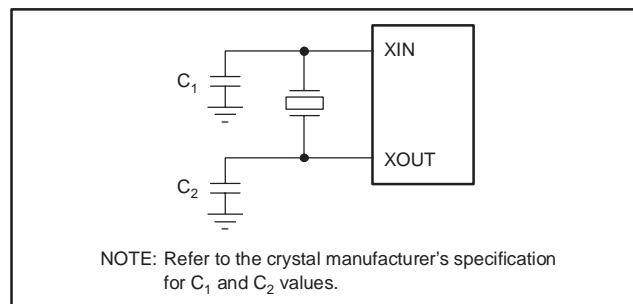 XIN
C₁
XOUT
C₂
NOTE: Refer to the crystal manufacturer's specification
for C₁ and C₂ values.